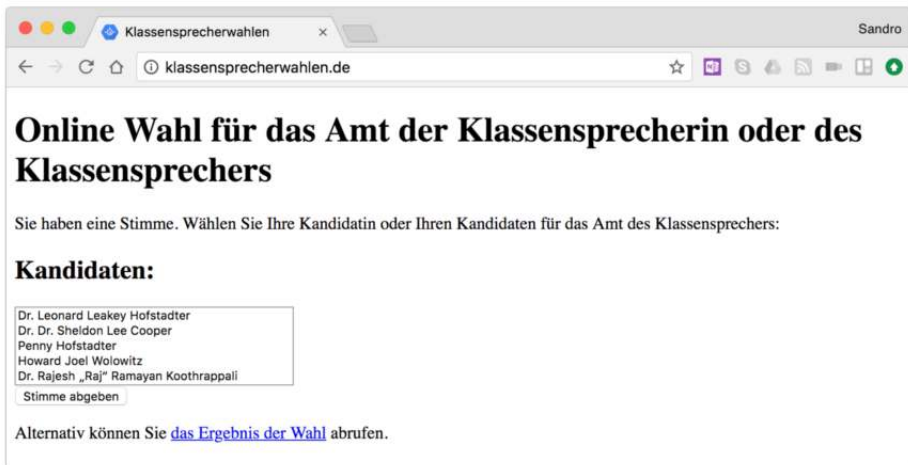 Klassensprecherwahlen
Sandro
klassensprecherwahlen.de
Online Wahl für das Amt der Klassensprecherin oder des
Klassensprechers
Sie haben eine Stimme. Wählen Sie Ihre Kandidatin oder Ihren Kandidaten für das Amt des Klassensprechers:
Kandidaten:
Dr. Leonard Leakey Hofstadter
Dr. Dr. Sheldon Lee Cooper
Penny Hofstadter
Howard Joel Wolowitz
Dr. Rajesh „Raj” Ramayan Koothrappali
Stimme abgeben
Alternativ können Sie das Ergebnis der Wahl abrufen.